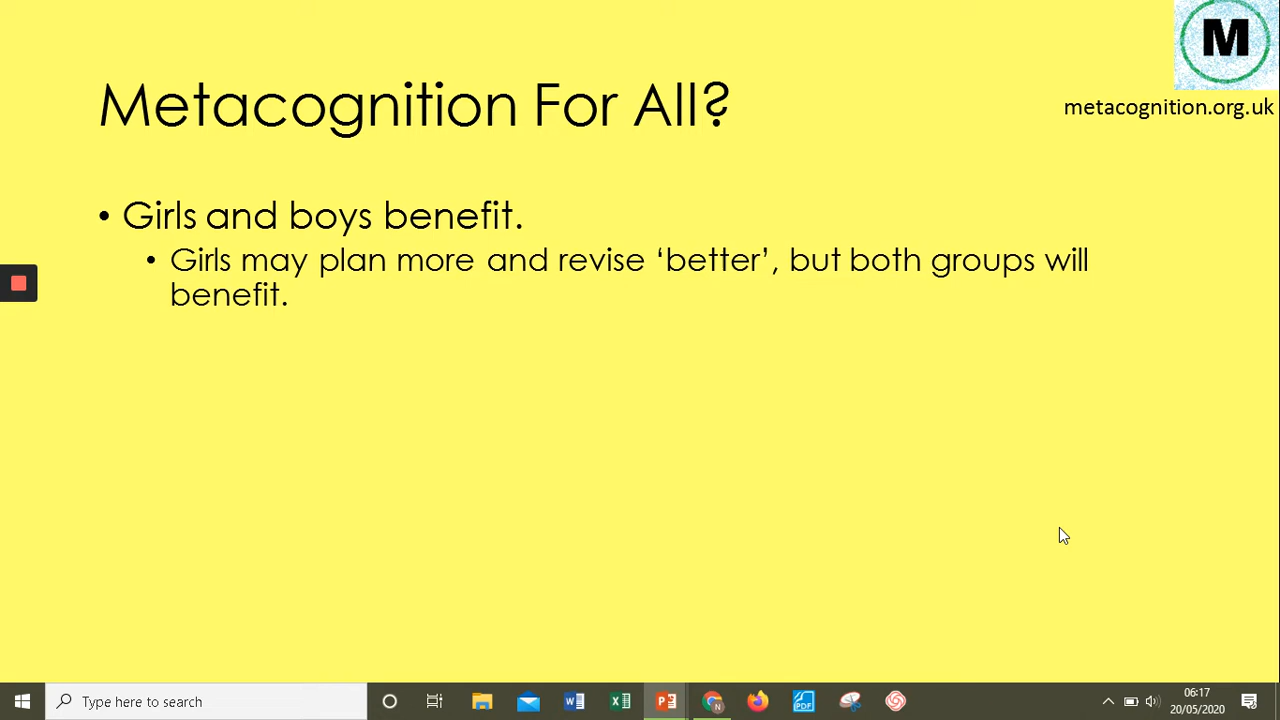 M
metacognition.org.uk
Metacognition For All?
• Girls and boys benefit.
• Girls may plan more and revise ‘better’, but both groups will
benefit.
Type here to search
06:17
20/05/2020
W
X
P
N
PDF